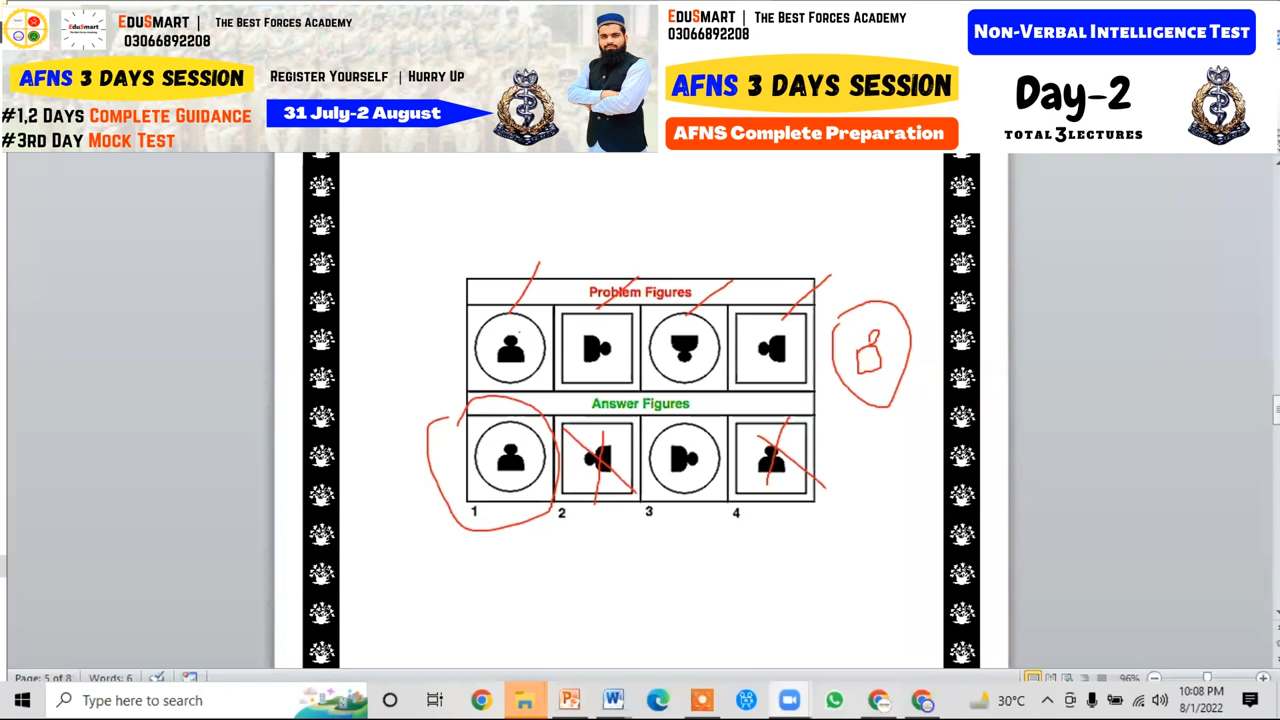 EDUSMART | THE BEST FORCES ACADEMY
03066892208
AFNS 3 DAYS SESSION
REGISTER YOURSELF | HURRY UP
#1,2 DAYS COMPLETE GUIDANCE
31 July-2 August
#3RD DAY MOCK TEST
EDUSMART | THE BEST FORCES ACADEMY
03066892208
AFNS 3 DAYS SESSION
AFNS Complete Preparation
NON-VERBAL INTELLIGENCE TEST
Day-2
TOTAL 3 LECTURES
Problem Figures
Answer Figures
1 2 3 4
Page: 5 of 8 Words: 6
96%
Type here to search
30°C
10:08 PM
8/1/2022